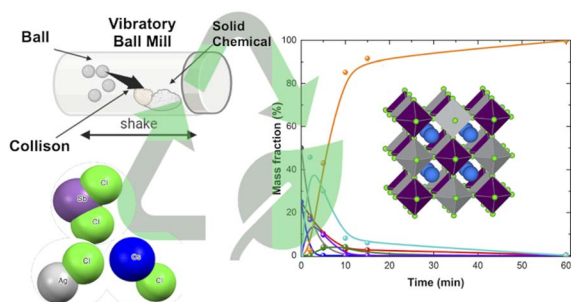 Ball
Vibratory
Ball Mill
Solid
Chemical
Collison
shake
Cl
Sb
Cl
Cl
Cs
Ag
Cl
100
80
60
40
20
0
Mass fraction (%)
0
10
20
30
40
50
60
Time (min)